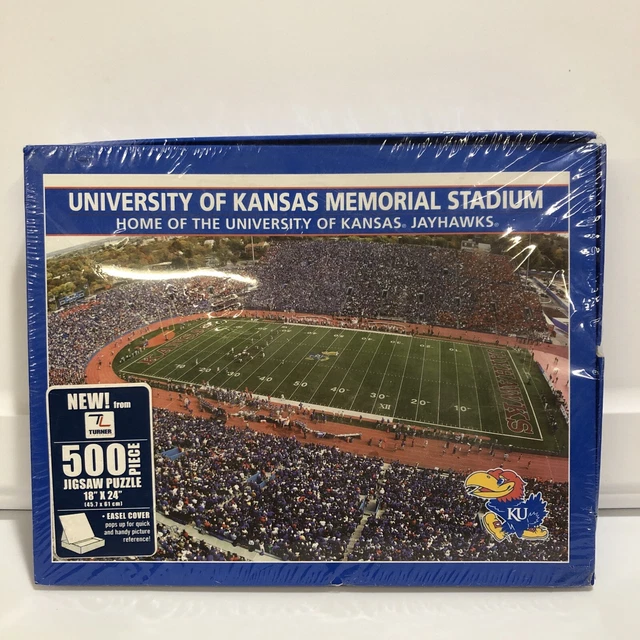 UNIVERSITY OF KANSAS MEMORIAL STADIUM
HOME OF THE UNIVERSITY OF KANSAS® JAYHAWKS®
NEW! from
TURNER
500 PIECE
JIGSAW PUZZLE
18" X 24"
(45.7 x 61 cm)
• EASEL COVER
pops up for quick
and handy picture
reference!
KU
XII